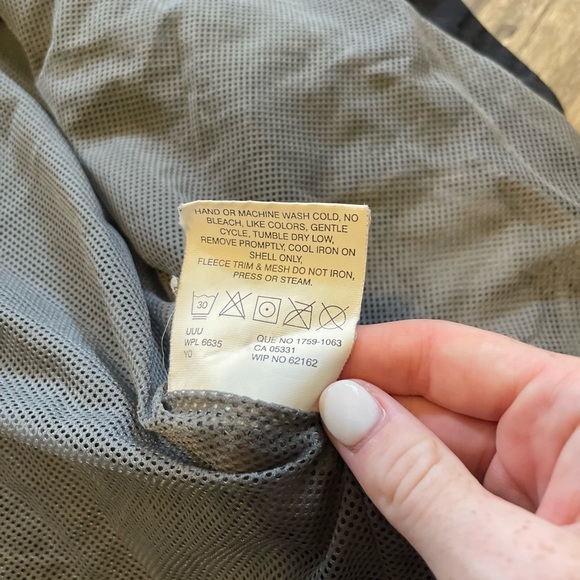 HAND OR MACHINE WASH COLD, NO
BLEACH, LIKE COLORS, GENTLE
CYCLE, TUMBLE DRY LOW,
REMOVE PROMPTLY, COOL IRON ON
SHELL ONLY,
FLEECE TRIM & MESH DO NOT IRON,
PRESS OR STEAM.
30
UUU
WPL 6635
YO
QUE NO 1759-1063
CA 05331
WIP NO 62162